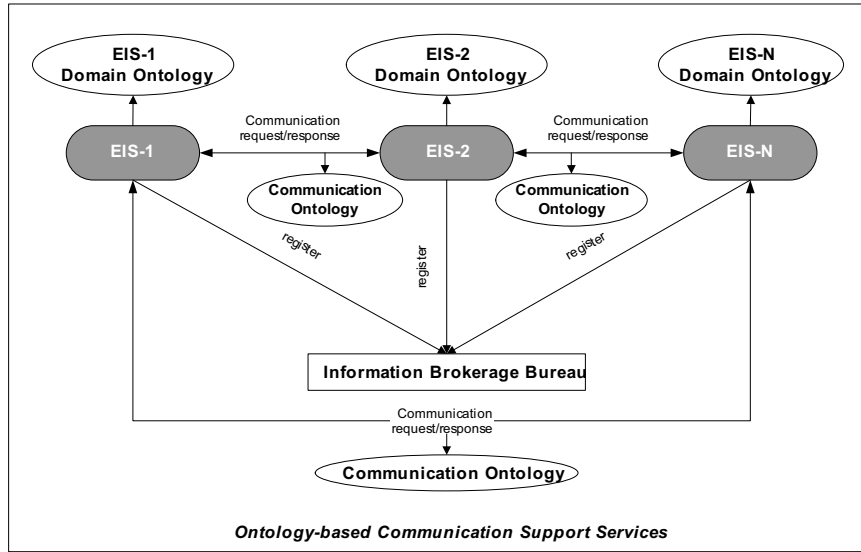 EIS-1
Domain Ontology
EIS-2
Domain Ontology
EIS-N
Domain Ontology
Communication
request/response
Communication
request/response
EIS-1
EIS-2
EIS-N
Communication
Ontology
Communication
Ontology
register
register
register
Information Brokerage Bureau
Communication
request/response
Communication Ontology
Ontology-based Communication Support Services